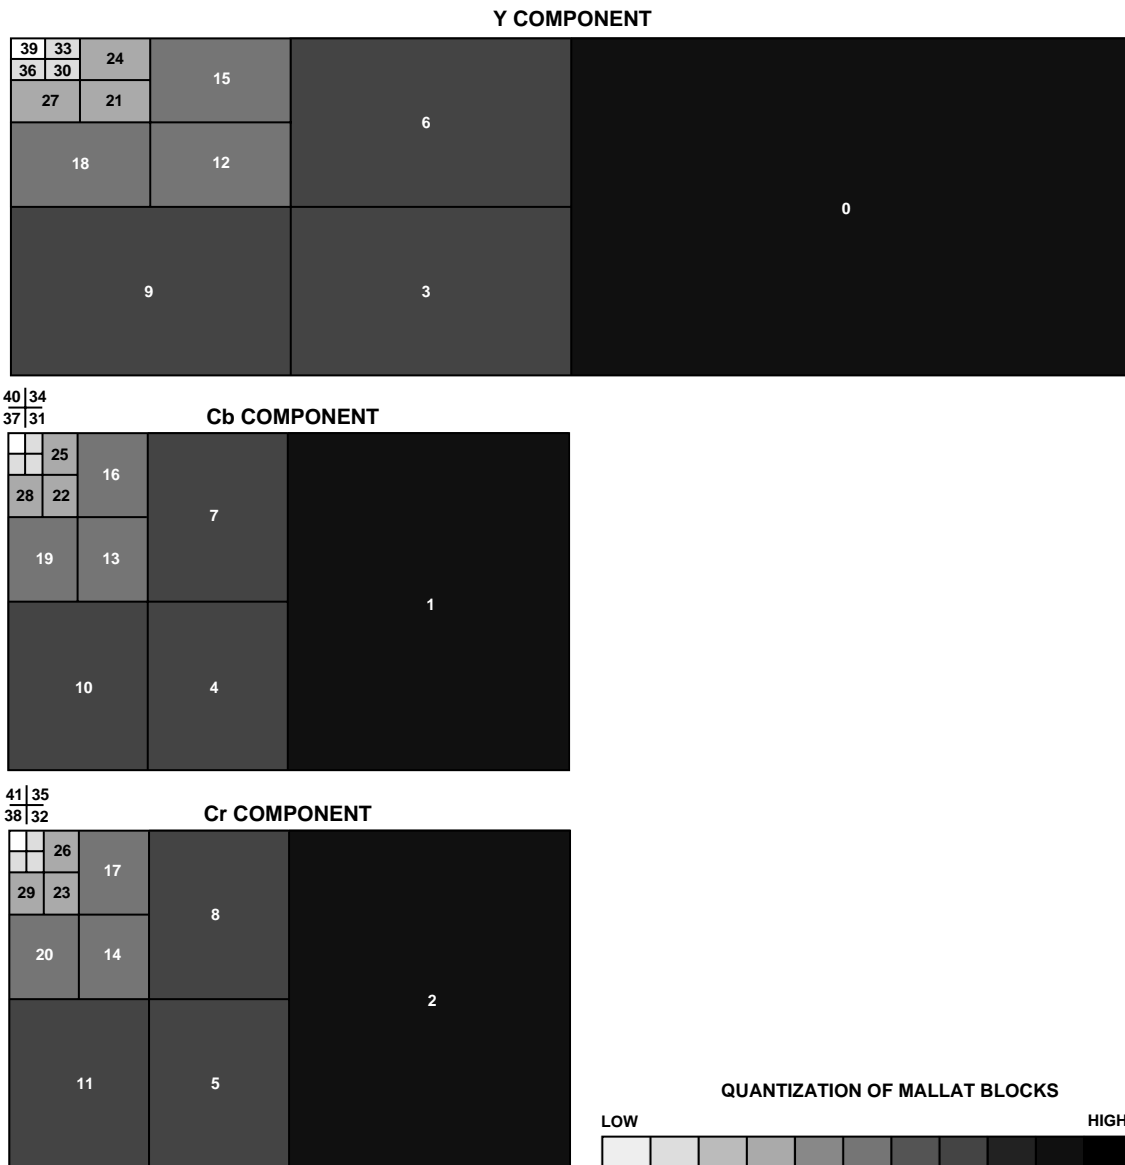 Y COMPONENT
39 33 24 15 6 0
36 30
27 21
18 12
9 3
40 34
37 31
Cb COMPONENT
25 16 7 1
28 22
19 13
10 4
41 35
38 32
Cr COMPONENT
26 17 8 2
29 23
20 14
11 5
QUANTIZATION OF MALLAT BLOCKS
LOW HIGH